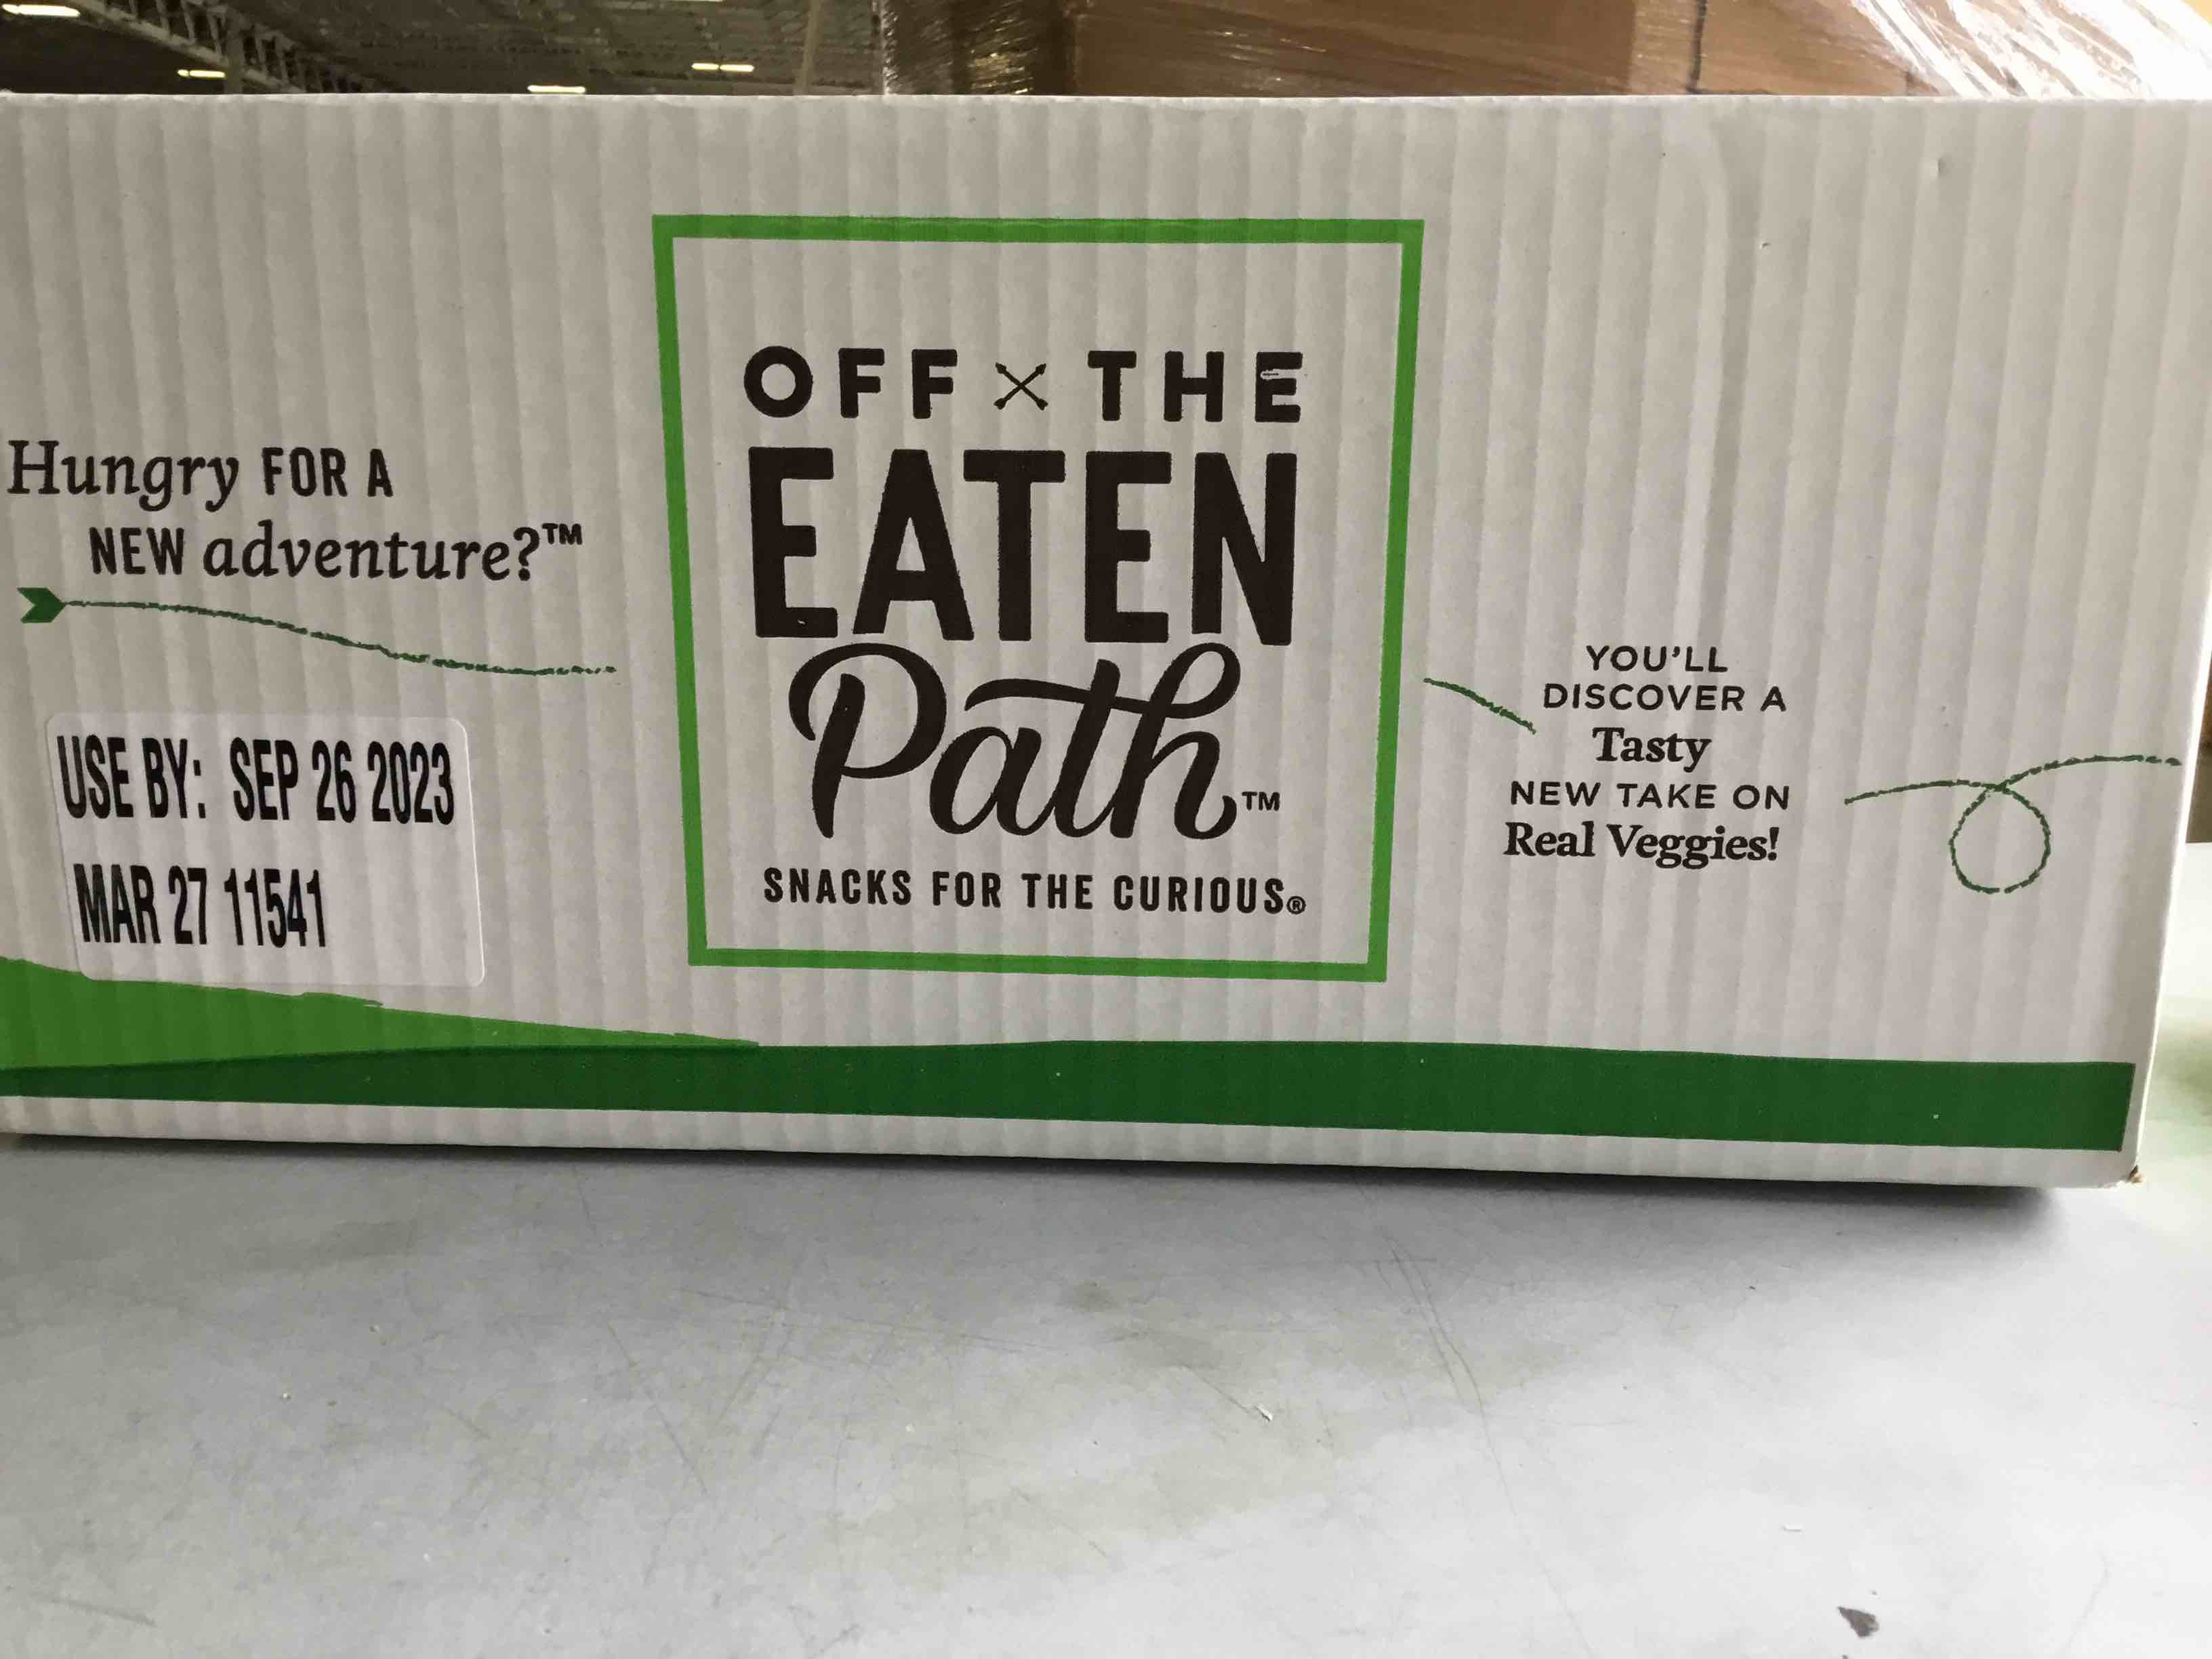 Hungry FOR A
NEW adventure?™
USE BY: SEP 26 2023
MAR 27 11541
OFF THE
EATEN
Path™
SNACKS FOR THE CURIOUS®
YOU'LL
DISCOVER A
Tasty
NEW TAKE ON
Real Veggies!